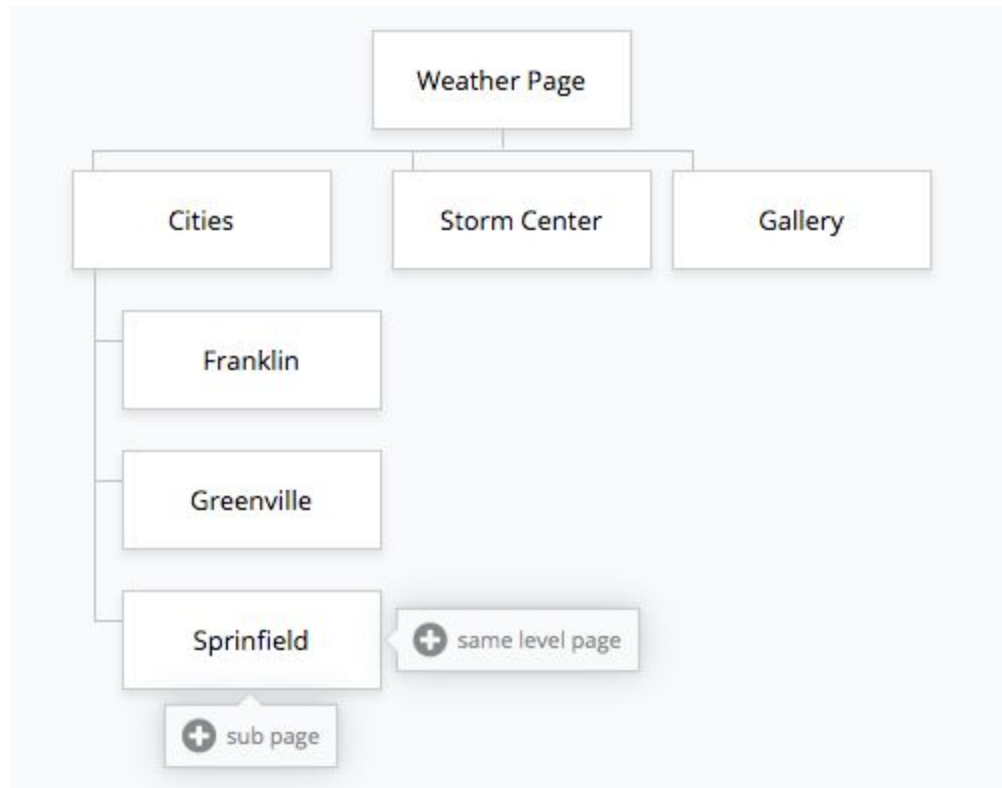 Weather Page
Cities
Storm Center
Gallery
Franklin
Greenville
Sprinfield
same level page
sub page